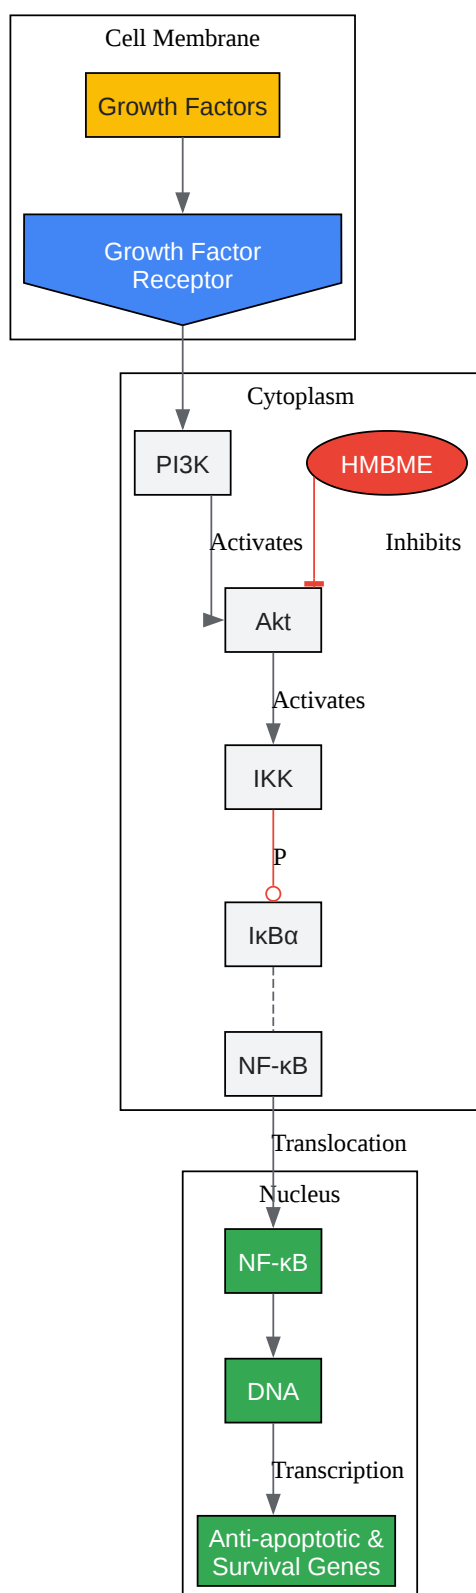 Cell Membrane
Growth Factors
Growth Factor
Receptor
Cytoplasm
PI3K
HMBME
Activates
Inhibits
Akt
Activates
IKK
P
IκBα
NF-κB
Translocation
Nucleus
NF-κB
DNA
Transcription
Anti-apoptotic &
Survival Genes